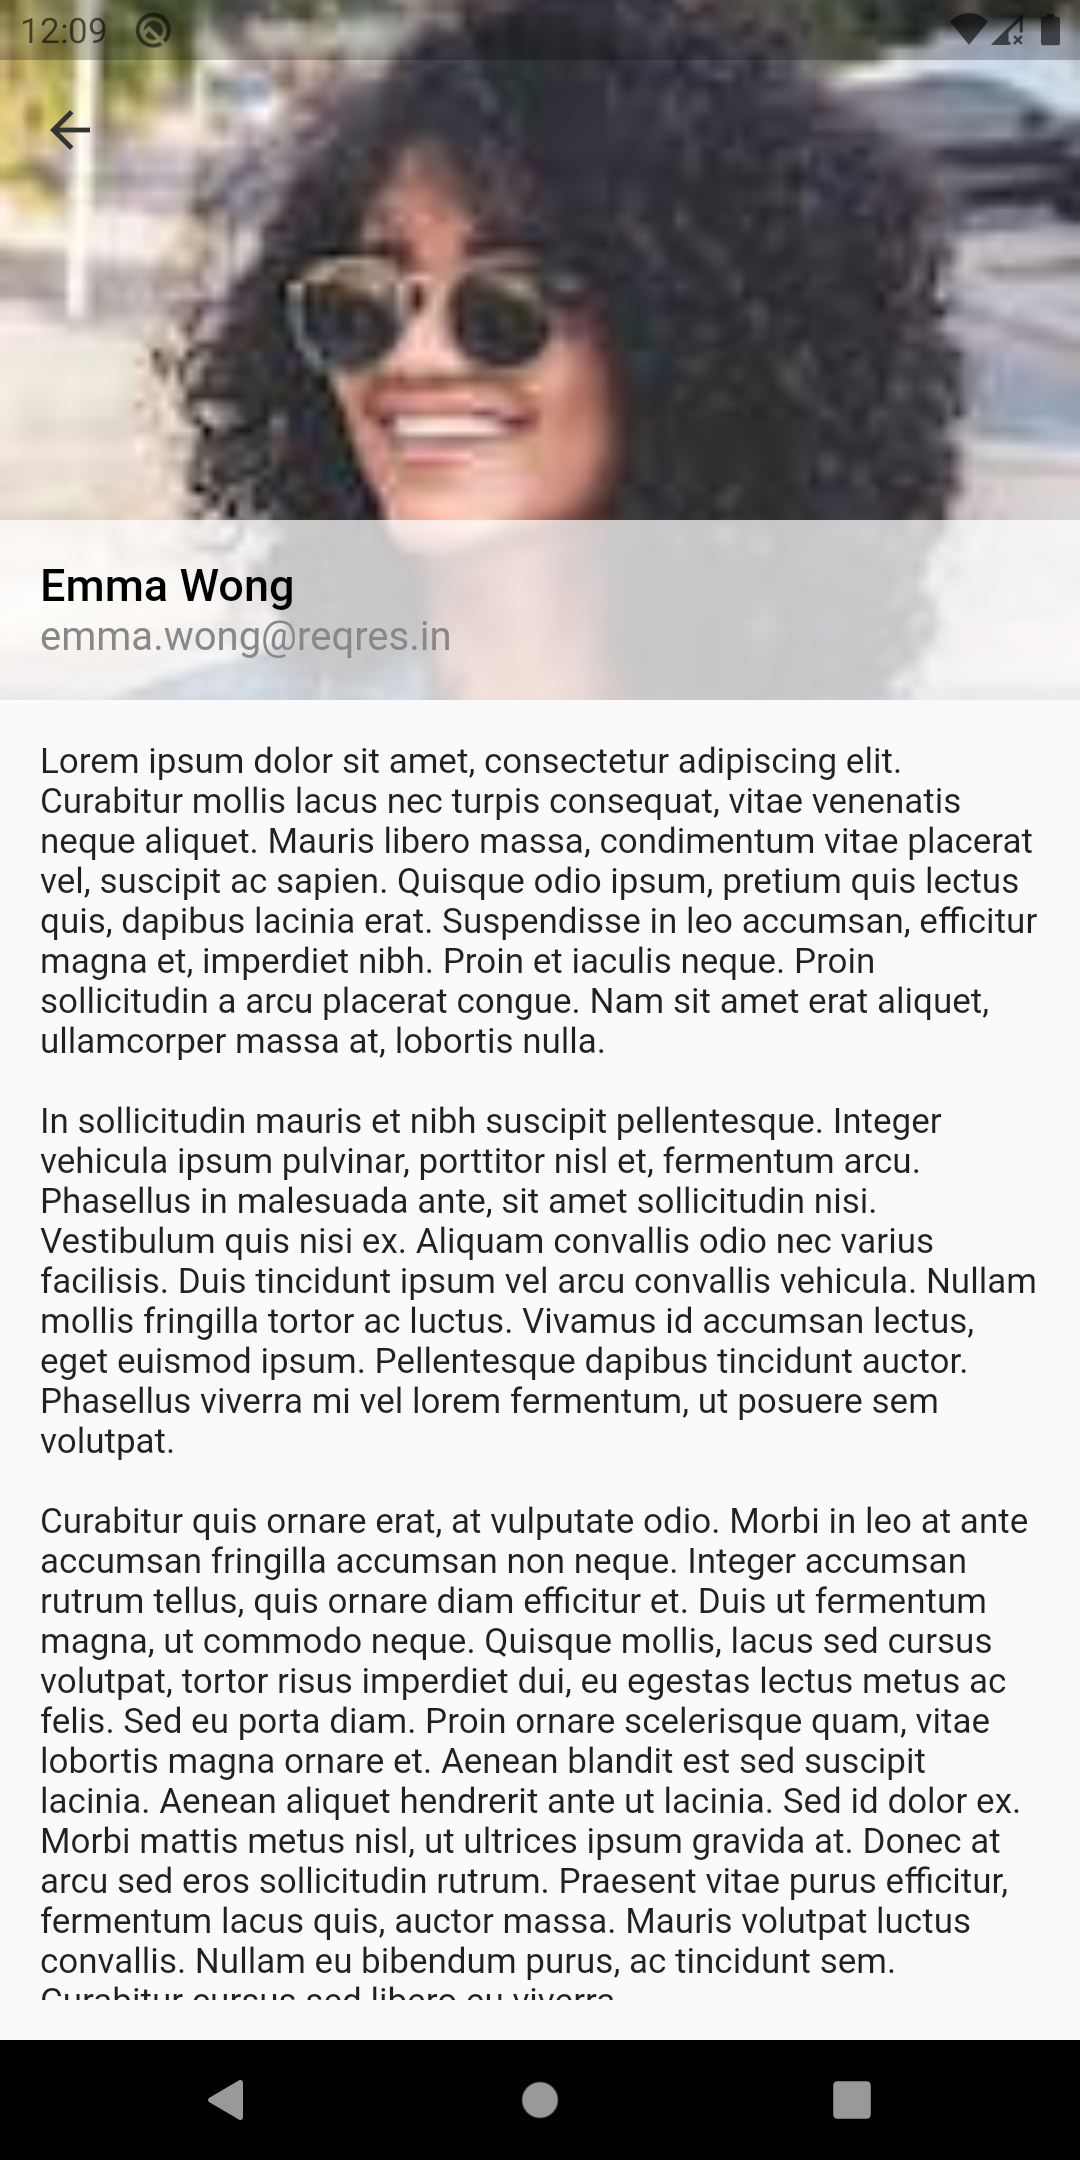 12:09
Emma Wong
emma.wong@reqres.in
Lorem ipsum dolor sit amet, consectetur adipiscing elit.
Curabitur mollis lacus nec turpis consequat, vitae venenatis
neque aliquet. Mauris libero massa, condimentum vitae placerat
vel, suscipit ac sapien. Quisque odio ipsum, pretium quis lectus
quis, dapibus lacinia erat. Suspendisse in leo accumsan, efficitur
magna et, imperdiet nibh. Proin et iaculis neque. Proin
sollicitudin a arcu placerat congue. Nam sit amet erat aliquet,
ullamcorper massa at, lobortis nulla.
In sollicitudin mauris et nibh suscipit pellentesque. Integer
vehicula ipsum pulvinar, porttitor nisl et, fermentum arcu.
Phasellus in malesuada ante, sit amet sollicitudin nisi.
Vestibulum quis nisi ex. Aliquam convallis odio nec varius
facilisis. Duis tincidunt ipsum vel arcu convallis vehicula. Nullam
mollis fringilla tortor ac luctus. Vivamus id accumsan lectus,
eget euismod ipsum. Pellentesque dapibus tincidunt auctor.
Phasellus viverra mi vel lorem fermentum, ut posuere sem
volutpat.
Curabitur quis ornare erat, at vulputate odio. Morbi in leo at ante
accumsan fringilla accumsan non neque. Integer accumsan
rutrum tellus, quis ornare diam efficitur et. Duis ut fermentum
magna, ut commodo neque. Quisque mollis, lacus sed cursus
volutpat, tortor risus imperdiet dui, eu egestas lectus metus ac
felis. Sed eu porta diam. Proin ornare scelerisque quam, vitae
lobortis magna ornare et. Aenean blandit est sed suscipit
lacinia. Aenean aliquet hendrerit ante ut lacinia. Sed id dolor ex.
Morbi mattis metus nisl, ut ultrices ipsum gravida at. Donec at
arcu sed eros sollicitudin rutrum. Praesent vitae purus efficitur,
fermentum lacus quis, auctor massa. Mauris volutpat luctus
convallis. Nullam eu bibendum purus, ac tincidunt sem.
Curabitur cursus sed libero eu viverra